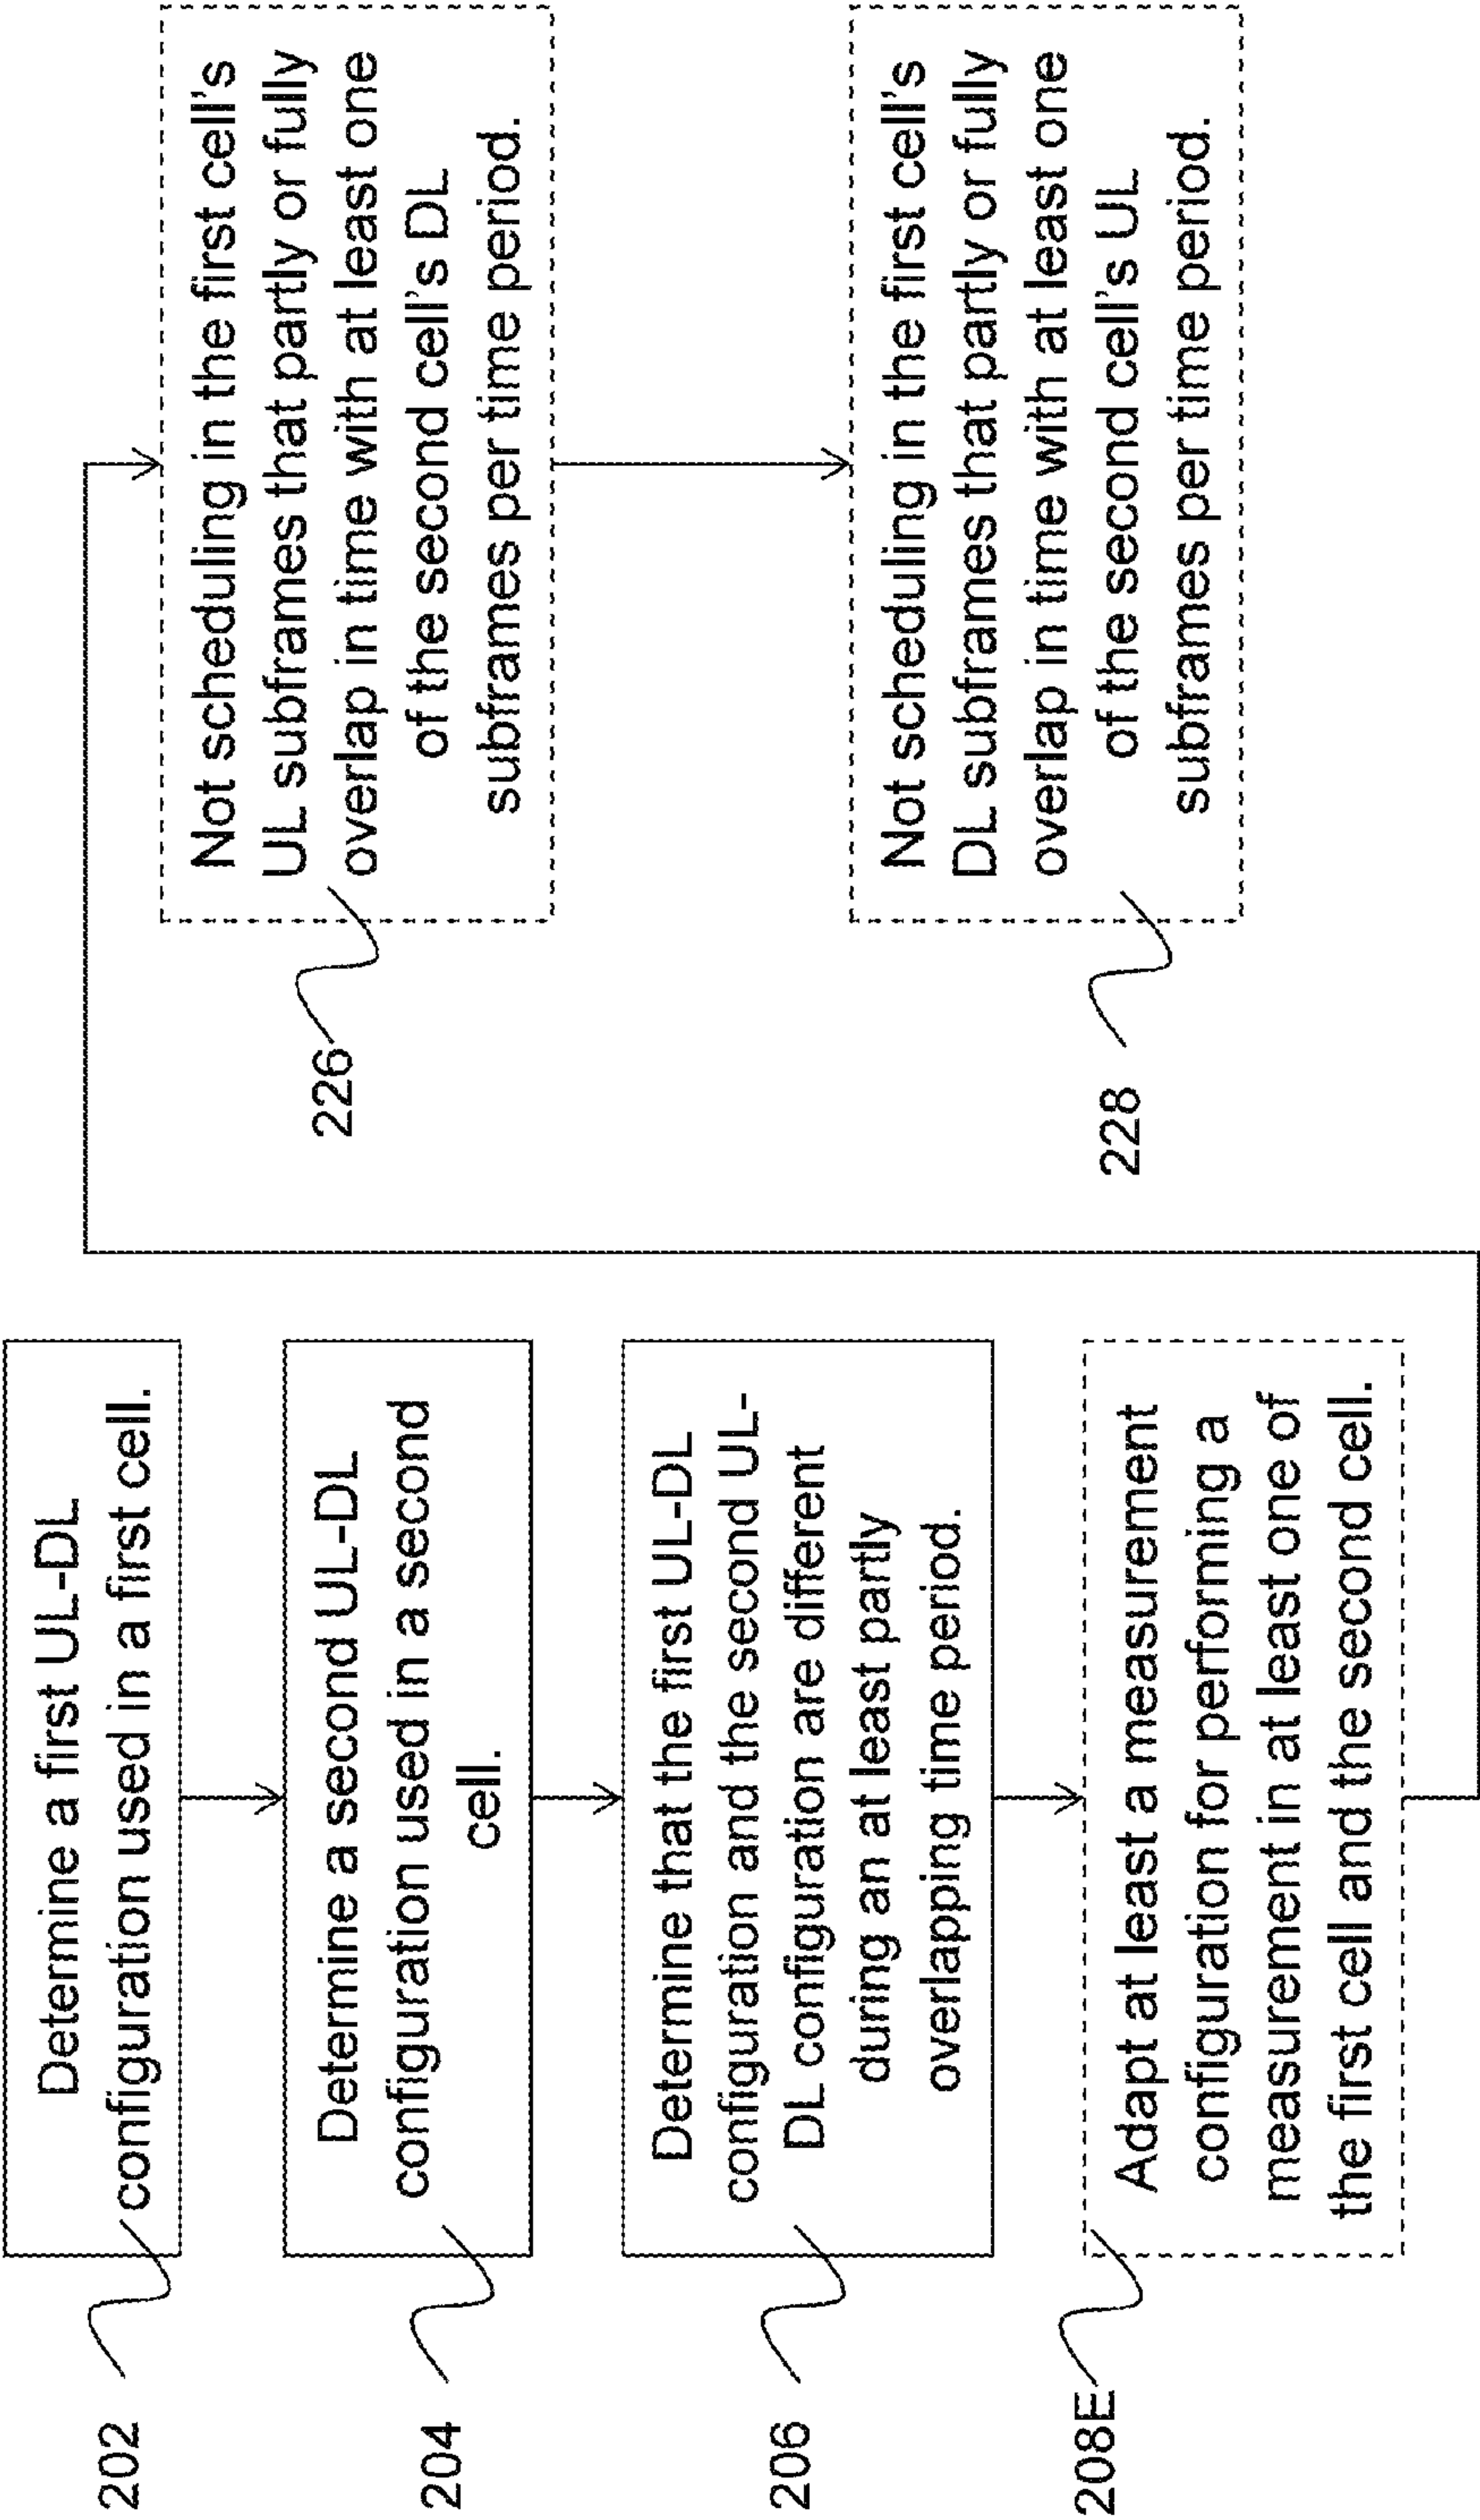 202
Determine a first UL-DL
configuration used in a first cell.
204
Determine a second UL-DL
configuration used in a second
cell.
206
Determine that the first UL-DL
configuration and the second UL-
DL configuration are different
during an at least partly
overlapping time period.
208E
Adapt at least a measurement
configuration for performing a
measurement in at least one of
the first cell and the second cell.
226
Not scheduling in the first cell's
UL subframes that partly or fully
overlap in time with at least one
of the second cell's DL
subframes per time period.
228
Not scheduling in the first cell's
DL subframes that partly or fully
overlap in time with at least one
of the second cell's UL
subframes per time period.